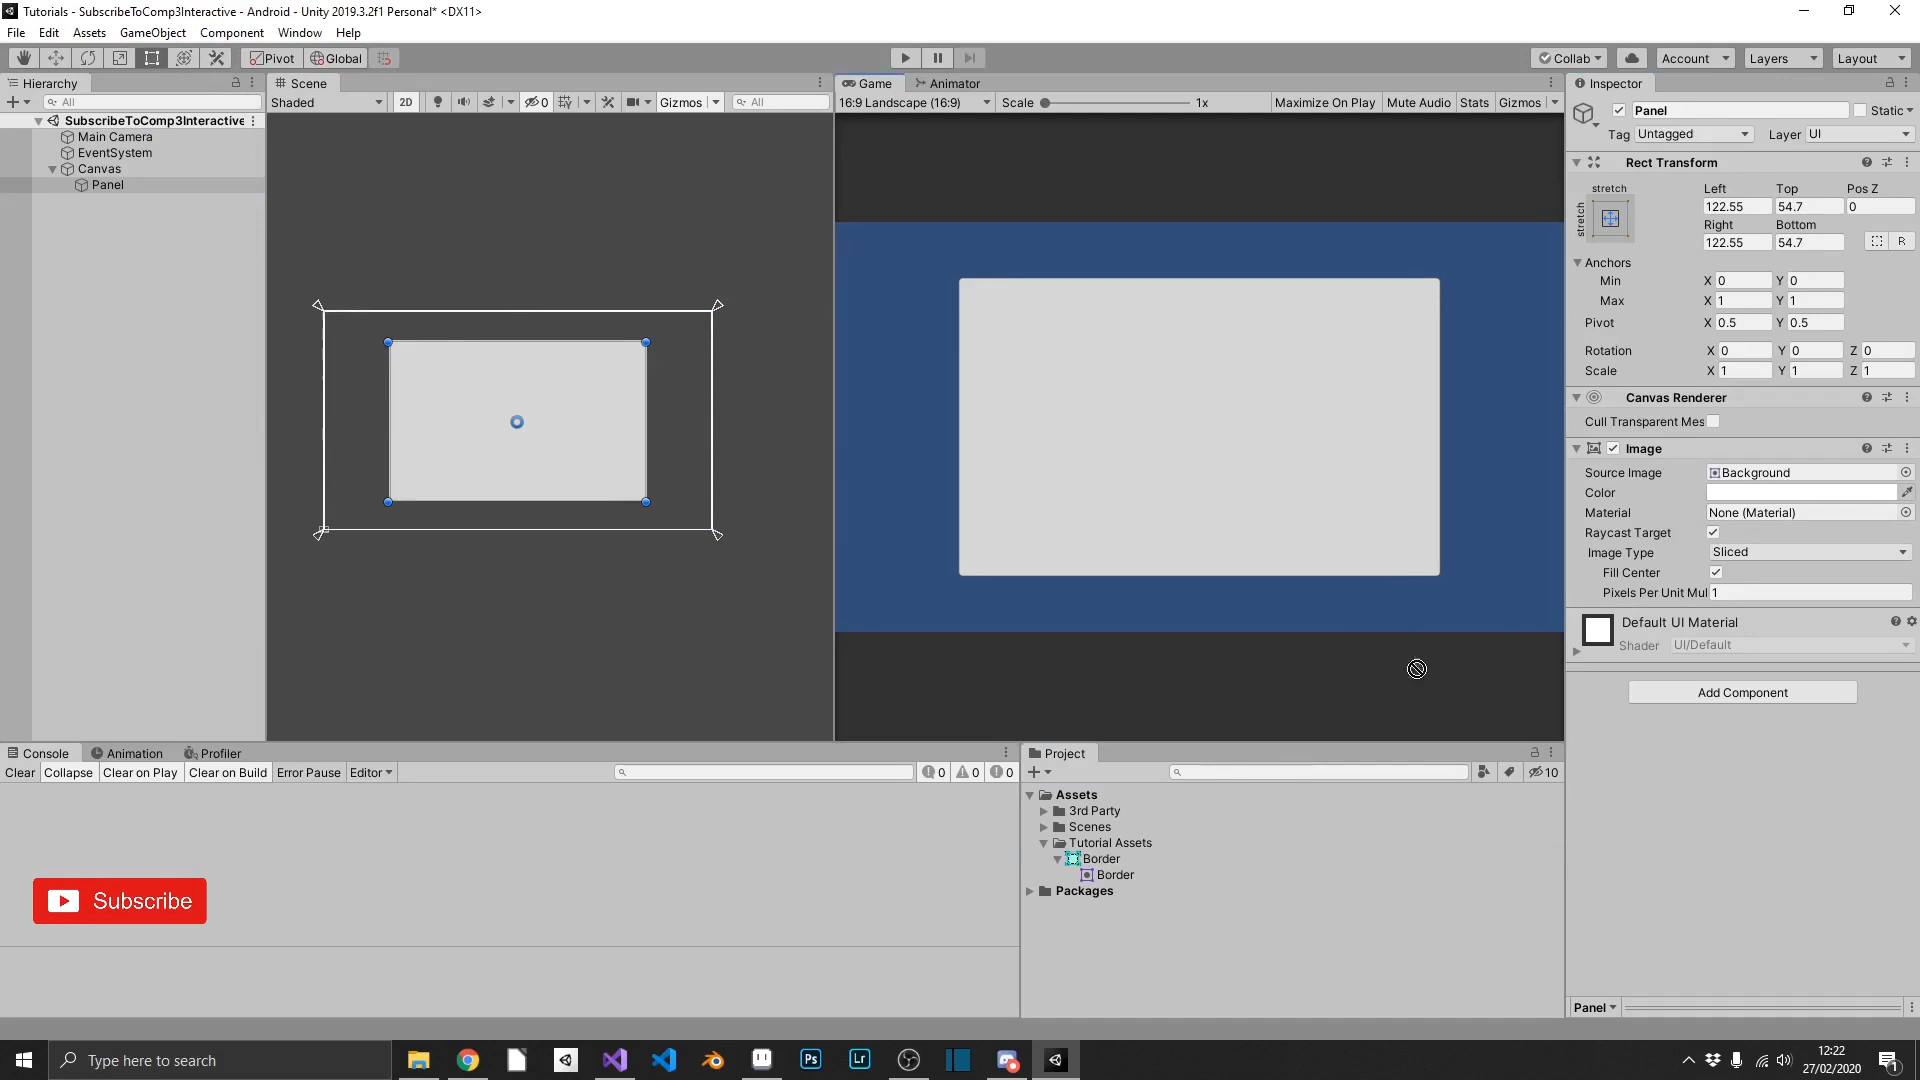 Tutorials - SubscribeToComp3Interactive - Android - Unity 2019.3.2f1 Personal* <DX11>
File Edit Assets GameObject Component Window Help
Pivot Global Collab Account Layers Layout
Hierarchy
All
SubscribeToComp3Interactive
Main Camera
EventSystem
Canvas
Panel
Scene
Shaded 2D 0 Gizmos All
Game Animator
16:9 Landscape (16:9) Scale 1x Maximize On Play Mute Audio Stats Gizmos
Inspector
Panel Static
Tag Untagged Layer UI
Rect Transform
stretch Left Top Pos Z
stretch 122.55 54.7 0
Right Bottom
122.55 54.7 R
Anchors
Min X 0 Y 0
Max X 1 Y 1
Pivot X 0.5 Y 0.5
Rotation X 0 Y 0 Z 0
Scale X 1 Y 1 Z 1
Canvas Renderer
Cull Transparent Mes
Image
Source Image Background
Color
Material None (Material)
Raycast Target
Image Type Sliced
Fill Center
Pixels Per Unit Mul 1
Default UI Material
Shader UI/Default
Add Component
Panel
Console Animation Profiler
Clear Collapse Clear on Play Clear on Build Error Pause Editor 0 0 0
Subscribe
Project
10
Assets
3rd Party
Scenes
Tutorial Assets
Border
Border
Packages
Type here to search
Ps Lr
12:22
27/02/2020
1